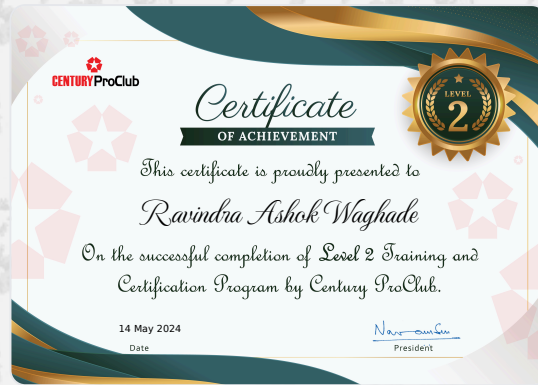 CENTURY ProClub
Certificate
OF ACHIEVEMENT
LEVEL
2
This certificate is proudly presented to
Ravindra Ashok Waghade
On the successful completion of Level 2 Training and
Certification Program by Century ProClub.
14 May 2024
Date
President